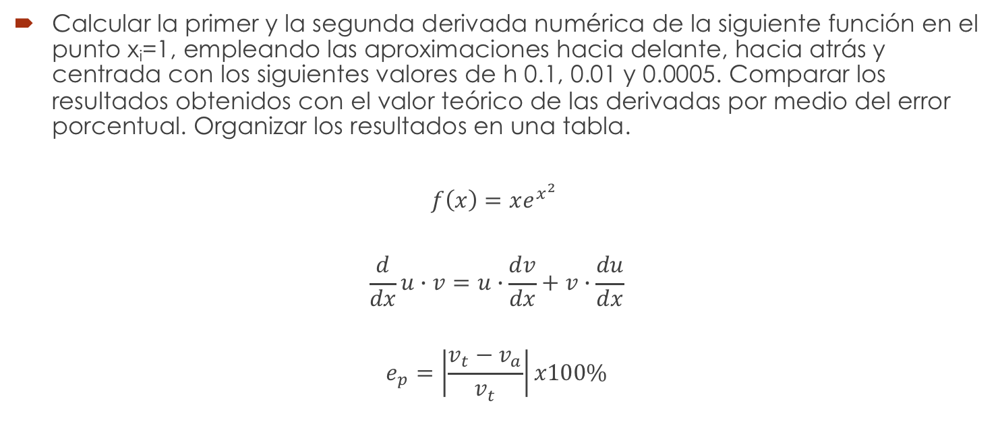 Calcular la primer y la segunda derivada numérica de la siguiente función en el
punto xᵢ=1, empleando las aproximaciones hacia delante, hacia atrás y
centrada con los siguientes valores de h 0.1, 0.01 y 0.0005. Comparar los
resultados obtenidos con el valor teórico de las derivadas por medio del error
porcentual. Organizar los resultados en una tabla.
$f(x) = xe^{x^2}$
$\frac{d}{dx} u \cdot v = u \cdot \frac{dv}{dx} + v \cdot \frac{du}{dx}$
$e_p = \left| \frac{v_t - v_a}{v_t} \right| x100\%$